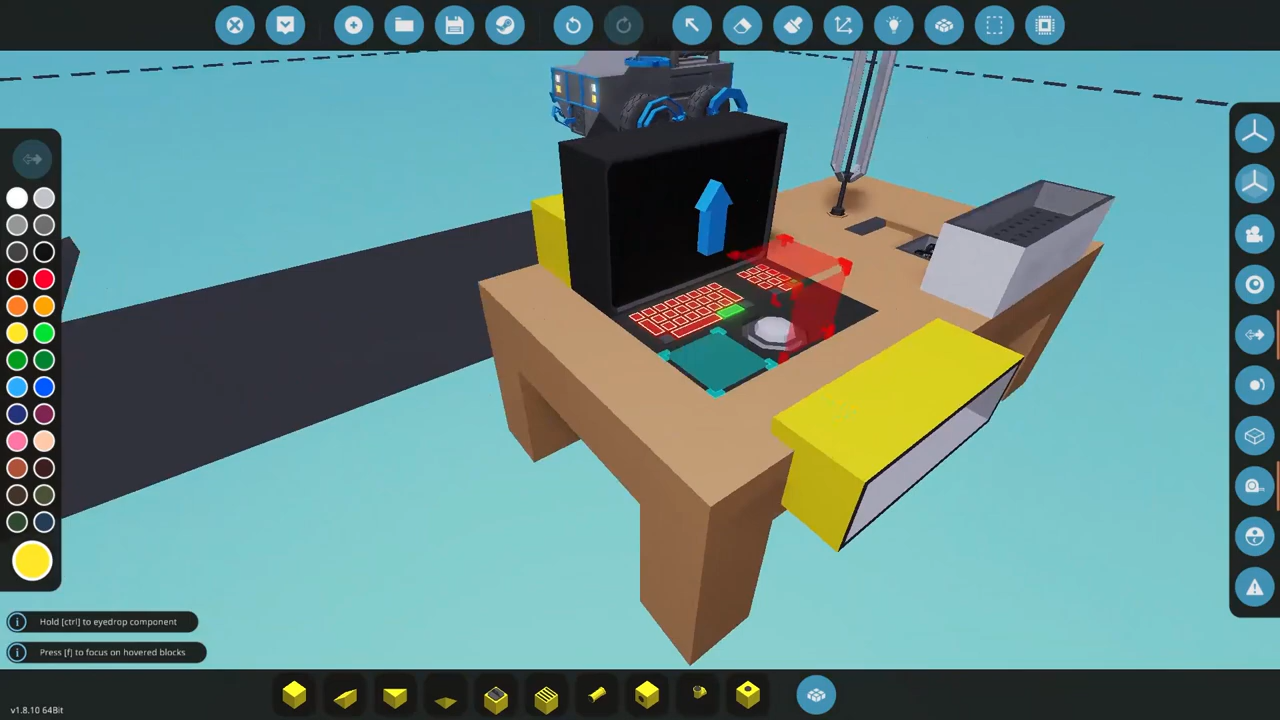 Hold [ctrl] to eyedrop component
Press [f] to focus on hovered blocks
v1.8.10 64Bit